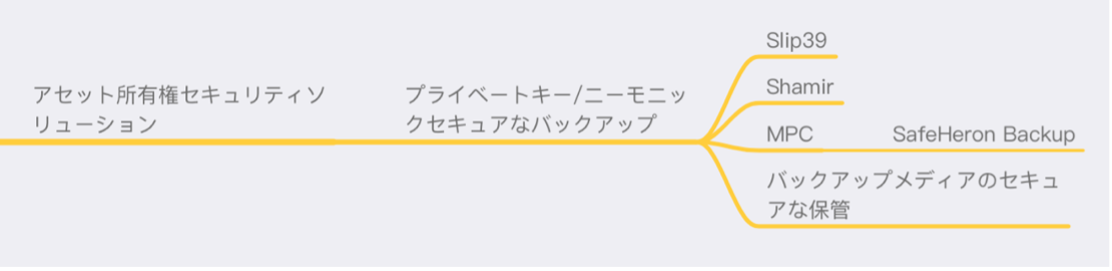 アセット所有権セキュリティソ
リューション
プライベートキー/ニーモニッ
クセキュアなバックアップ
Slip39
Shamir
MPC
SafeHeron Backup
バックアップメディアのセキュ
アな保管